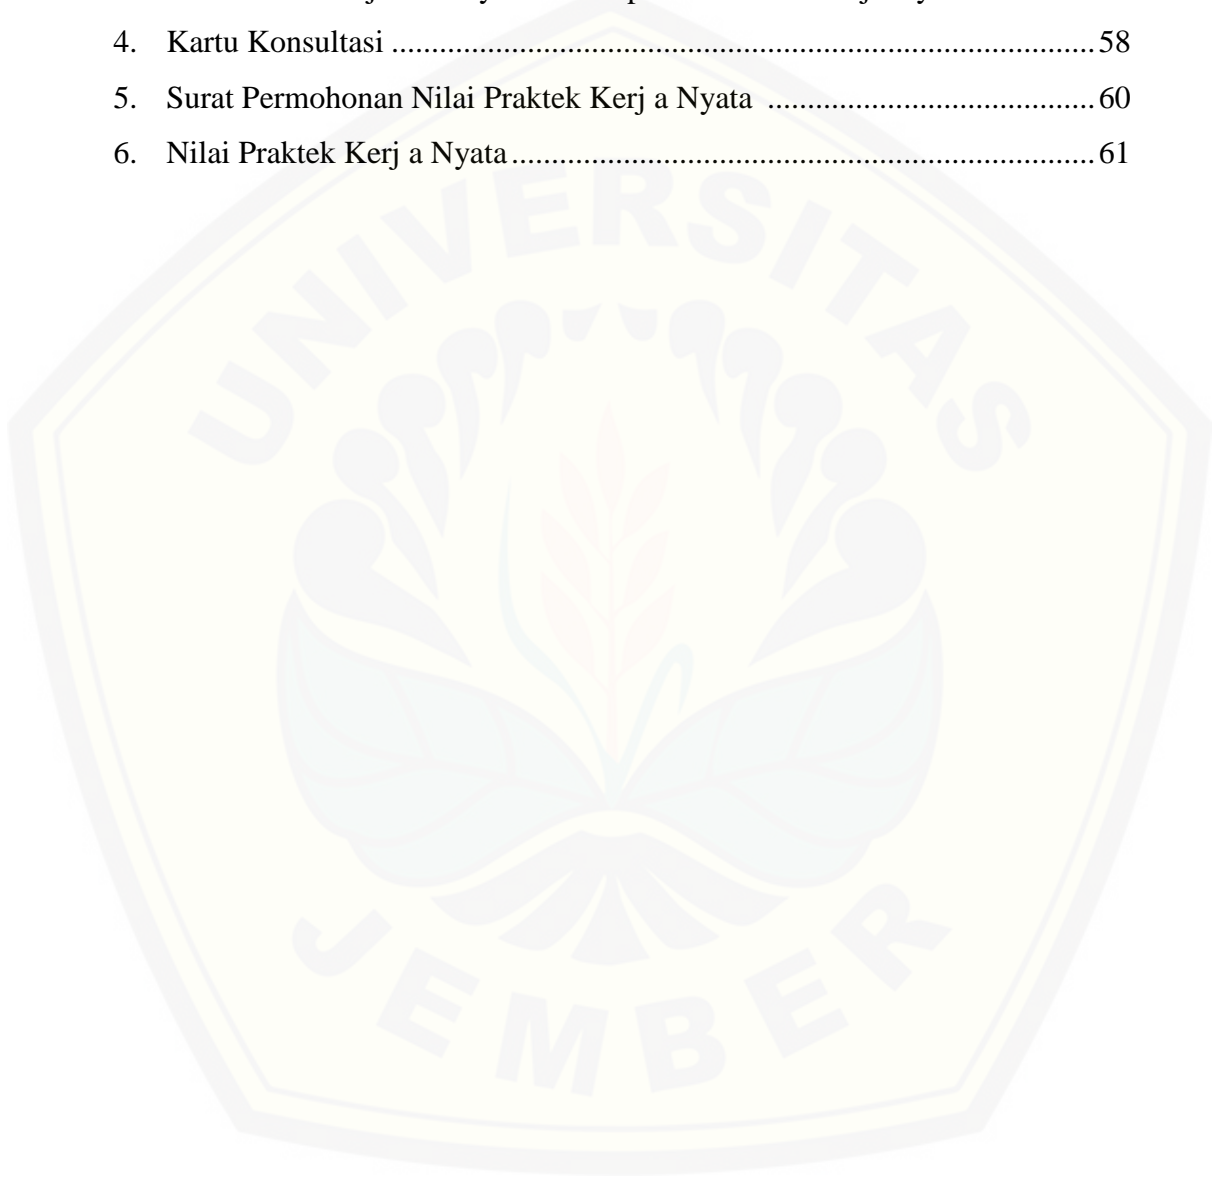 4. Kartu Konsultasi ........................................................................................ 58
5. Surat Permohonan Nilai Praktek Kerj a Nyata ......................................... 60
6. Nilai Praktek Kerj a Nyata ......................................................................... 61
UNIVERSITAS
JEMBER